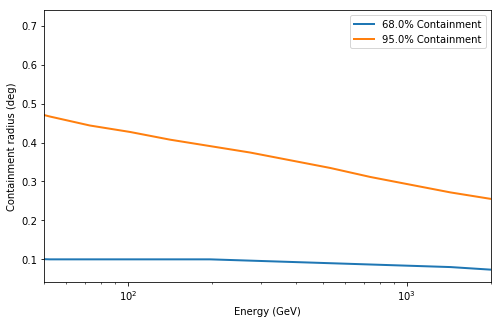 0.7
0.6
0.5
0.4
0.3
0.2
0.1
Containment radius (deg)
68.0% Containment
95.0% Containment
10²
10³
Energy (GeV)